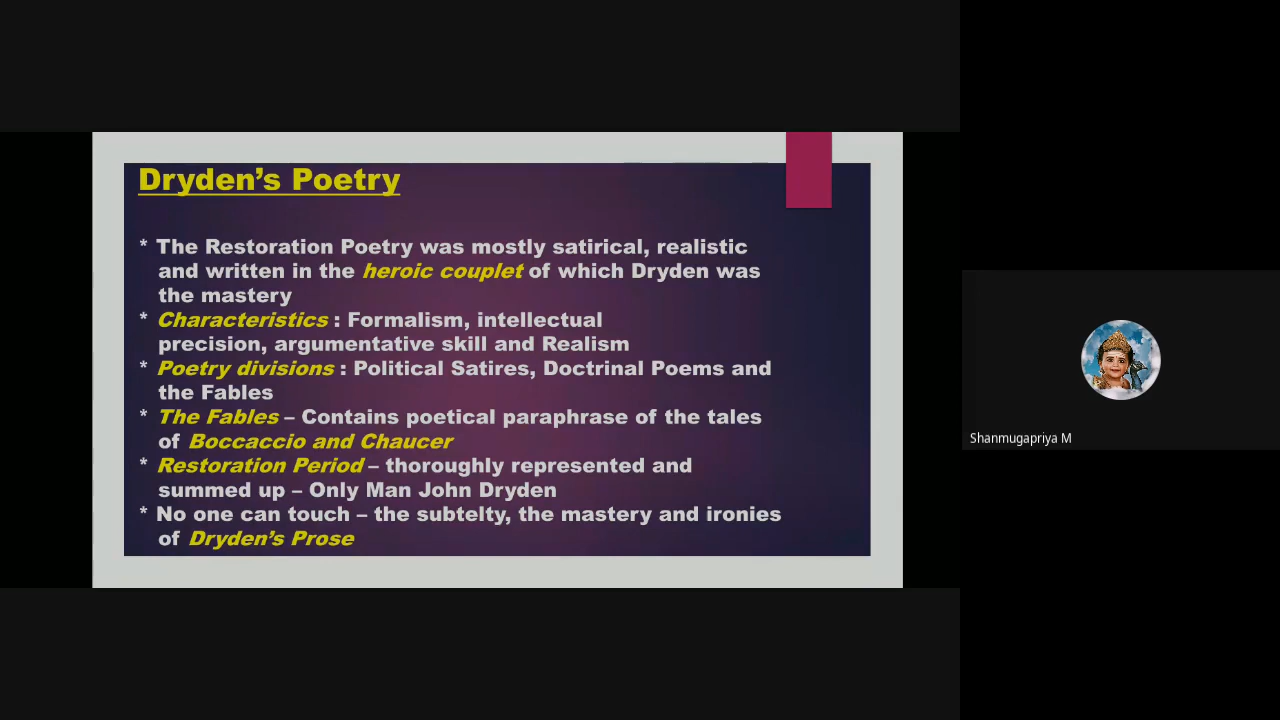 Dryden's Poetry
* The Restoration Poetry was mostly satirical, realistic
and written in the heroic couplet of which Dryden was
the mastery
* Characteristics : Formalism, intellectual
precision, argumentative skill and Realism
* Poetry divisions : Political Satires, Doctrinal Poems and
the Fables
* The Fables – Contains poetical paraphrase of the tales
of Boccaccio and Chaucer
* Restoration Period – thoroughly represented and
summed up – Only Man John Dryden
* No one can touch – the subtelty, the mastery and ironies
of Dryden's Prose
Shanmugapriya M